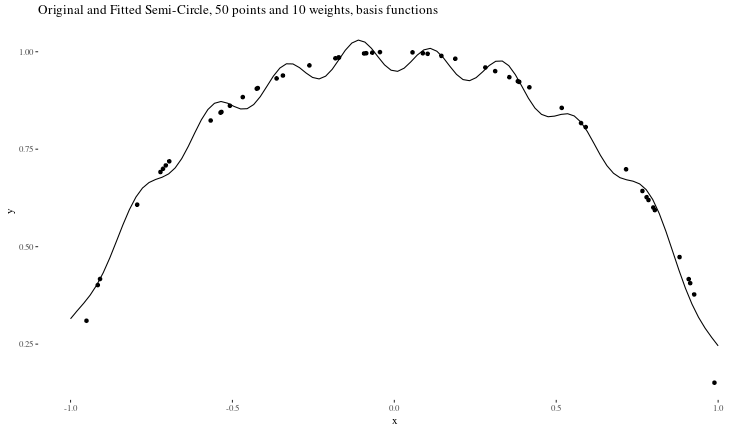 Original and Fitted Semi-Circle, 50 points and 10 weights, basis functions
1.00
0.75
y
0.50
0.25
-1.0 -0.5 0.0 0.5 1.0
x